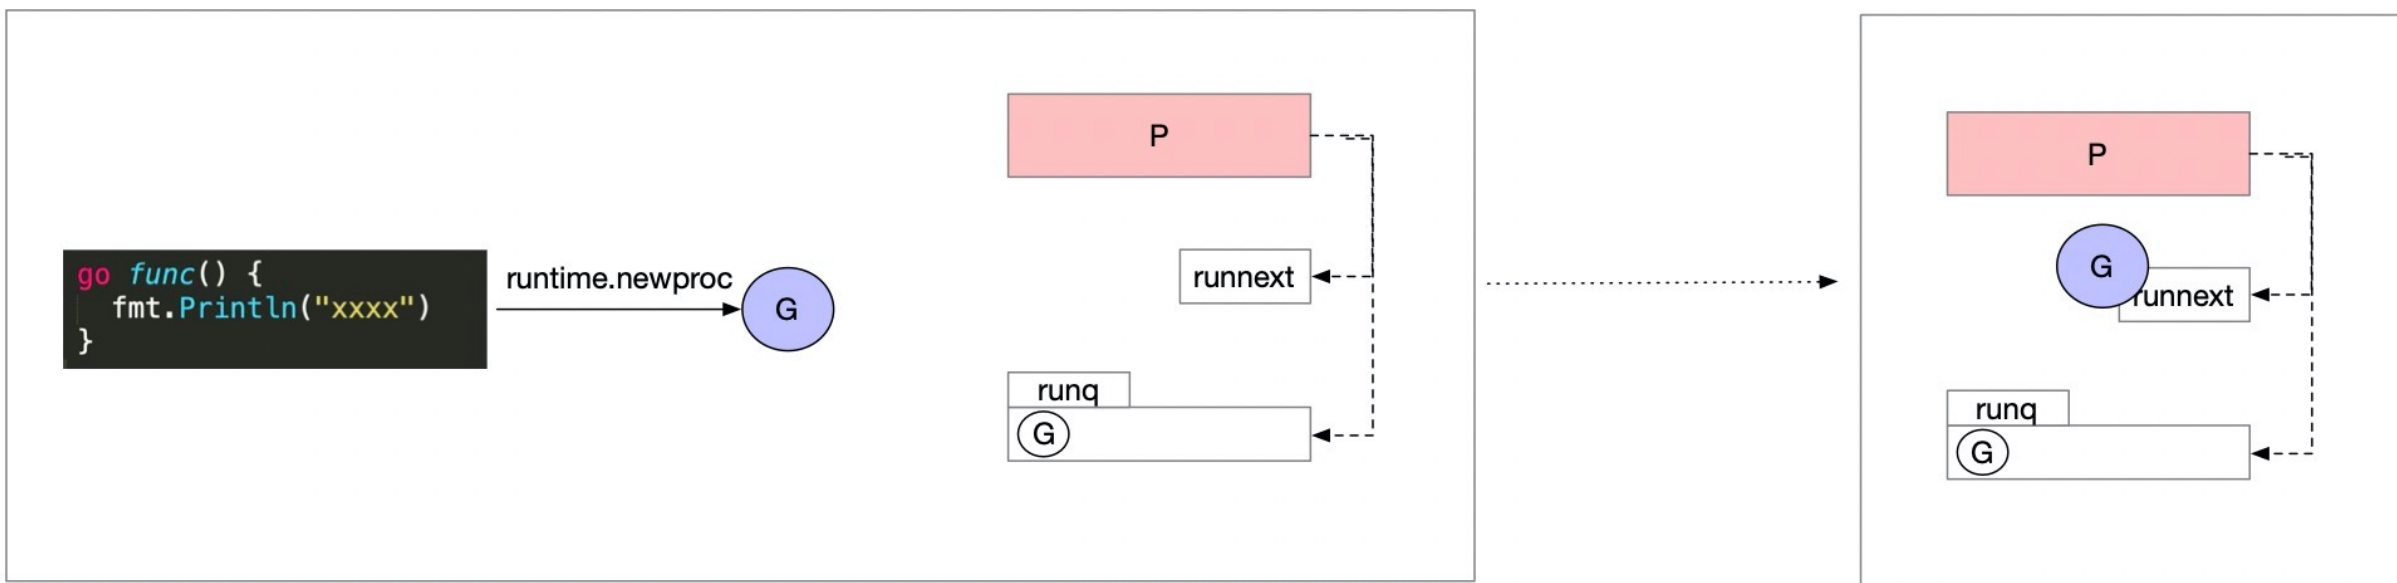 go func() {
fmt.Println("xxxx")
}
runtime.newproc
G
P
runnext
runq
G
P
G
runnext
runq
G